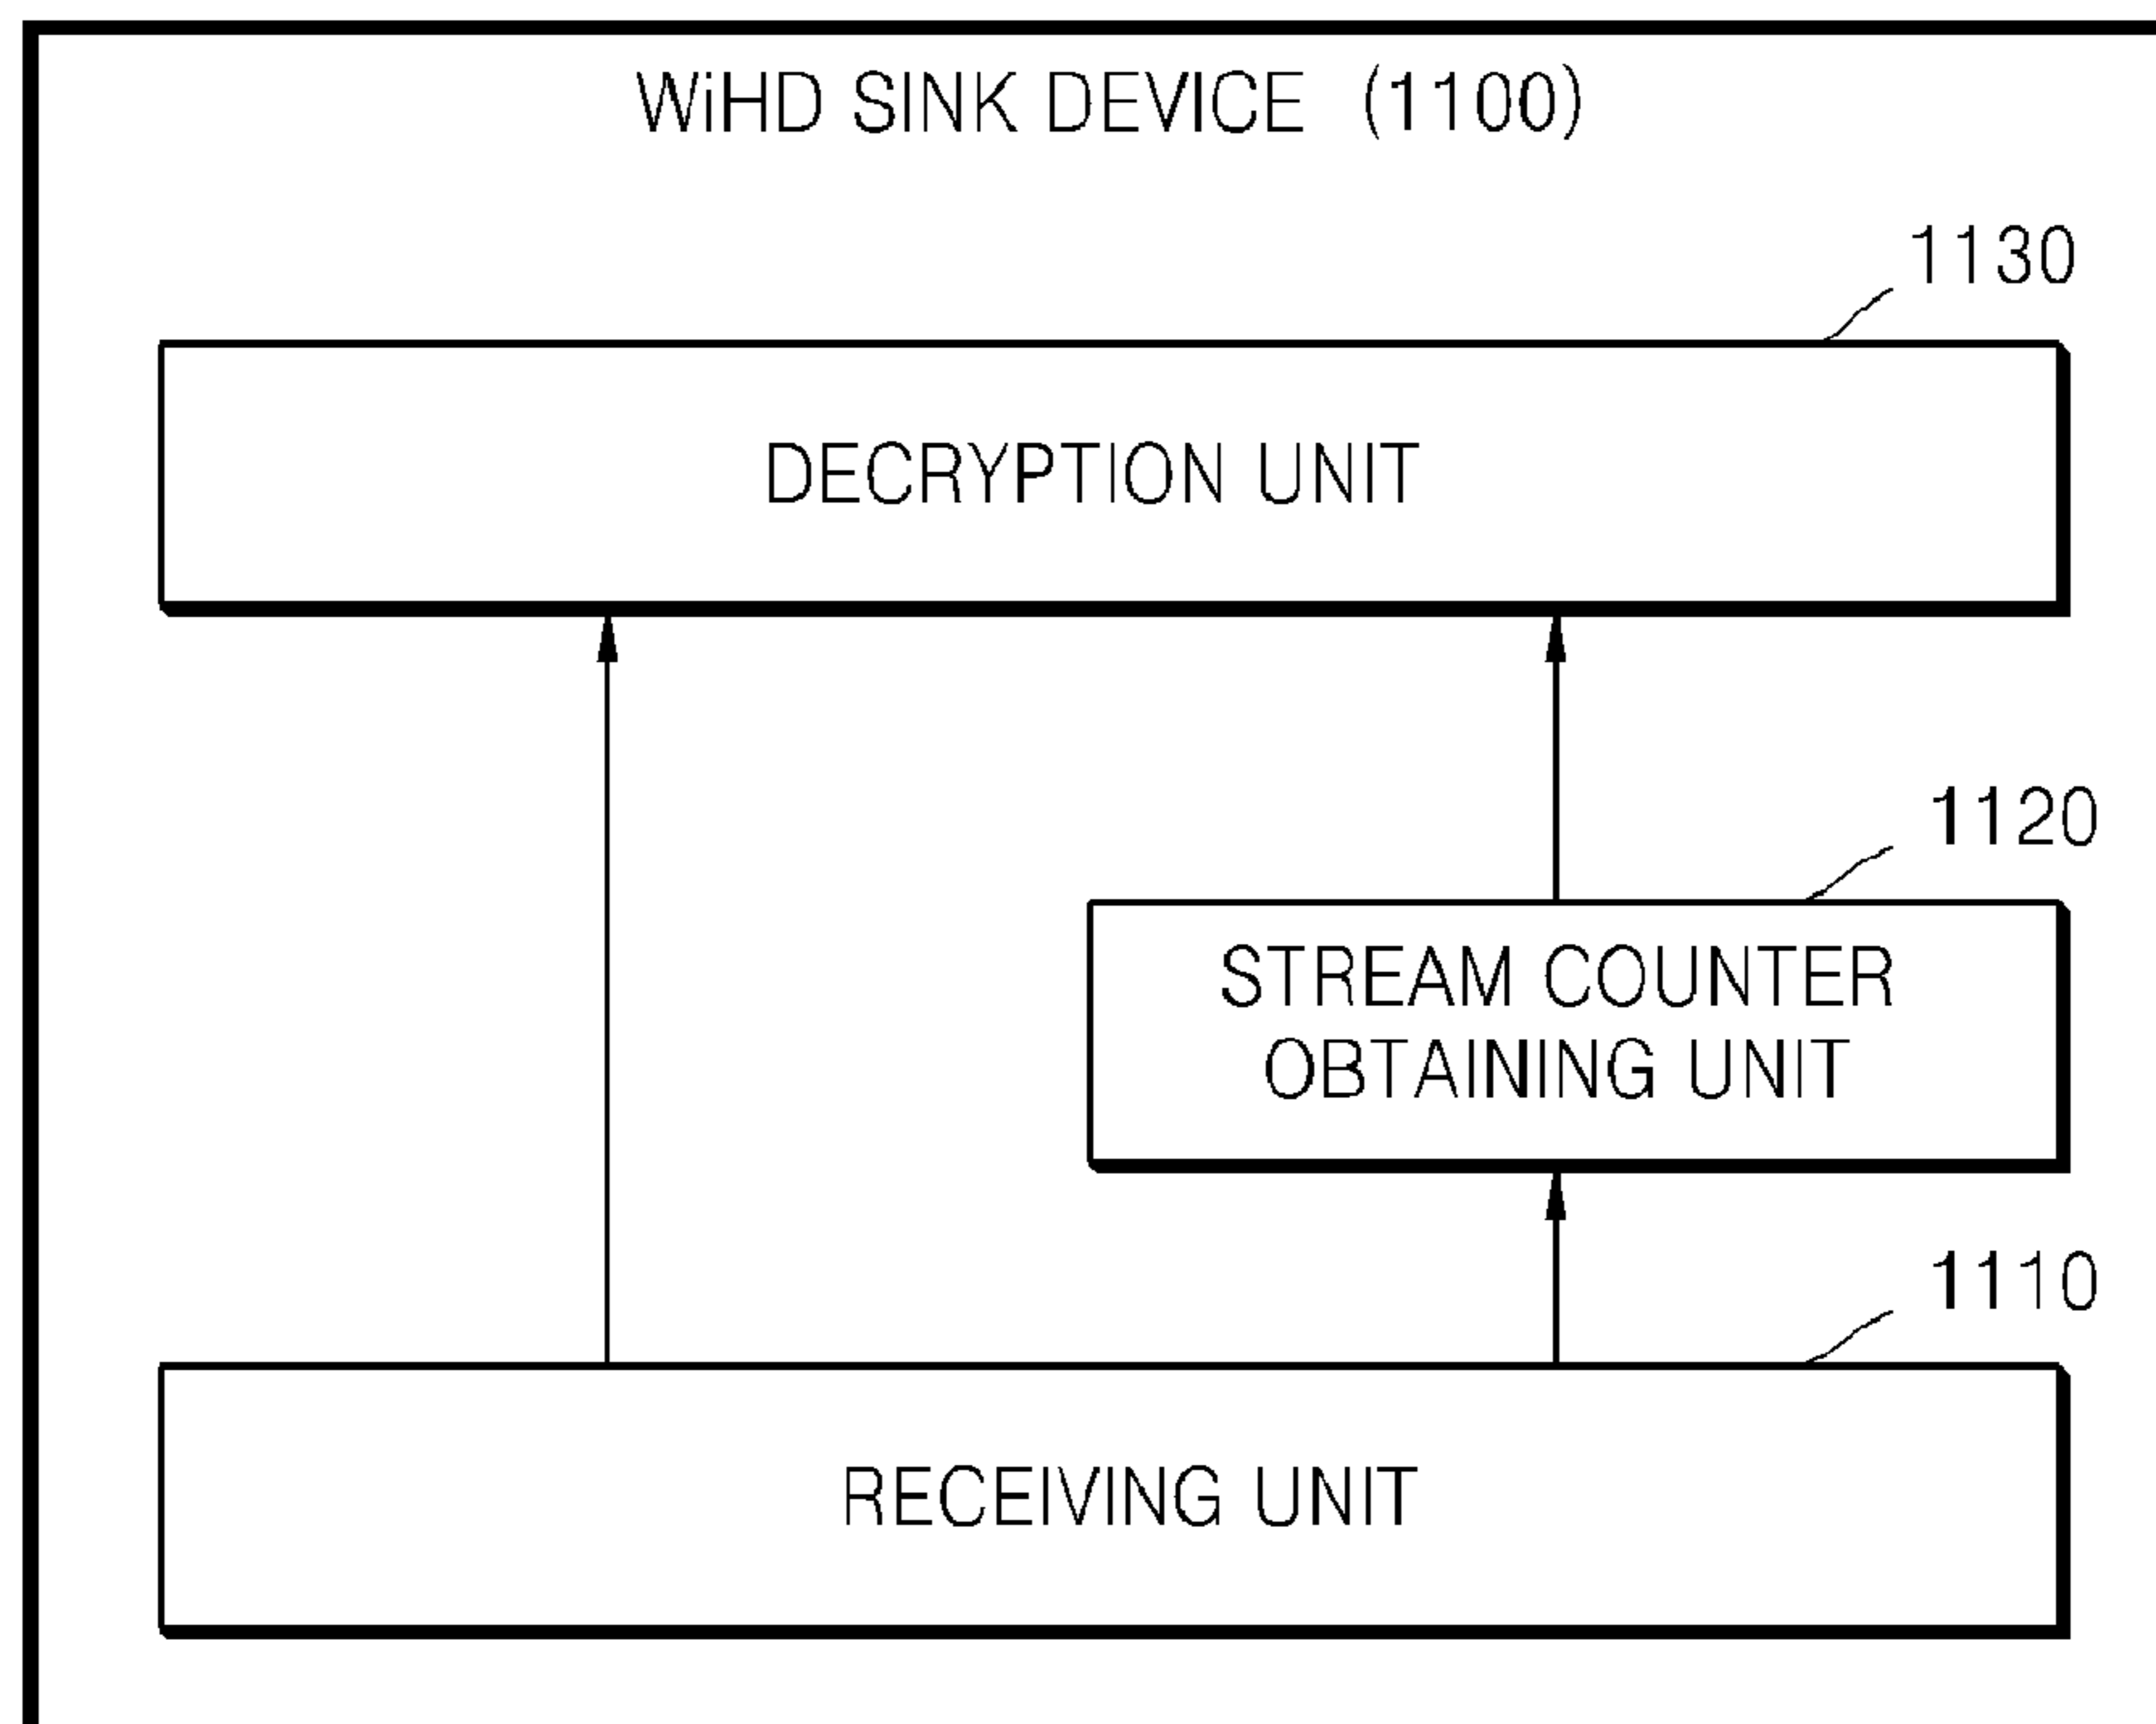 WiHD SINK DEVICE (1100)
1130
DECRYPTION UNIT
1120
STREAM COUNTER
OBTAINING UNIT
1110
RECEIVING UNIT